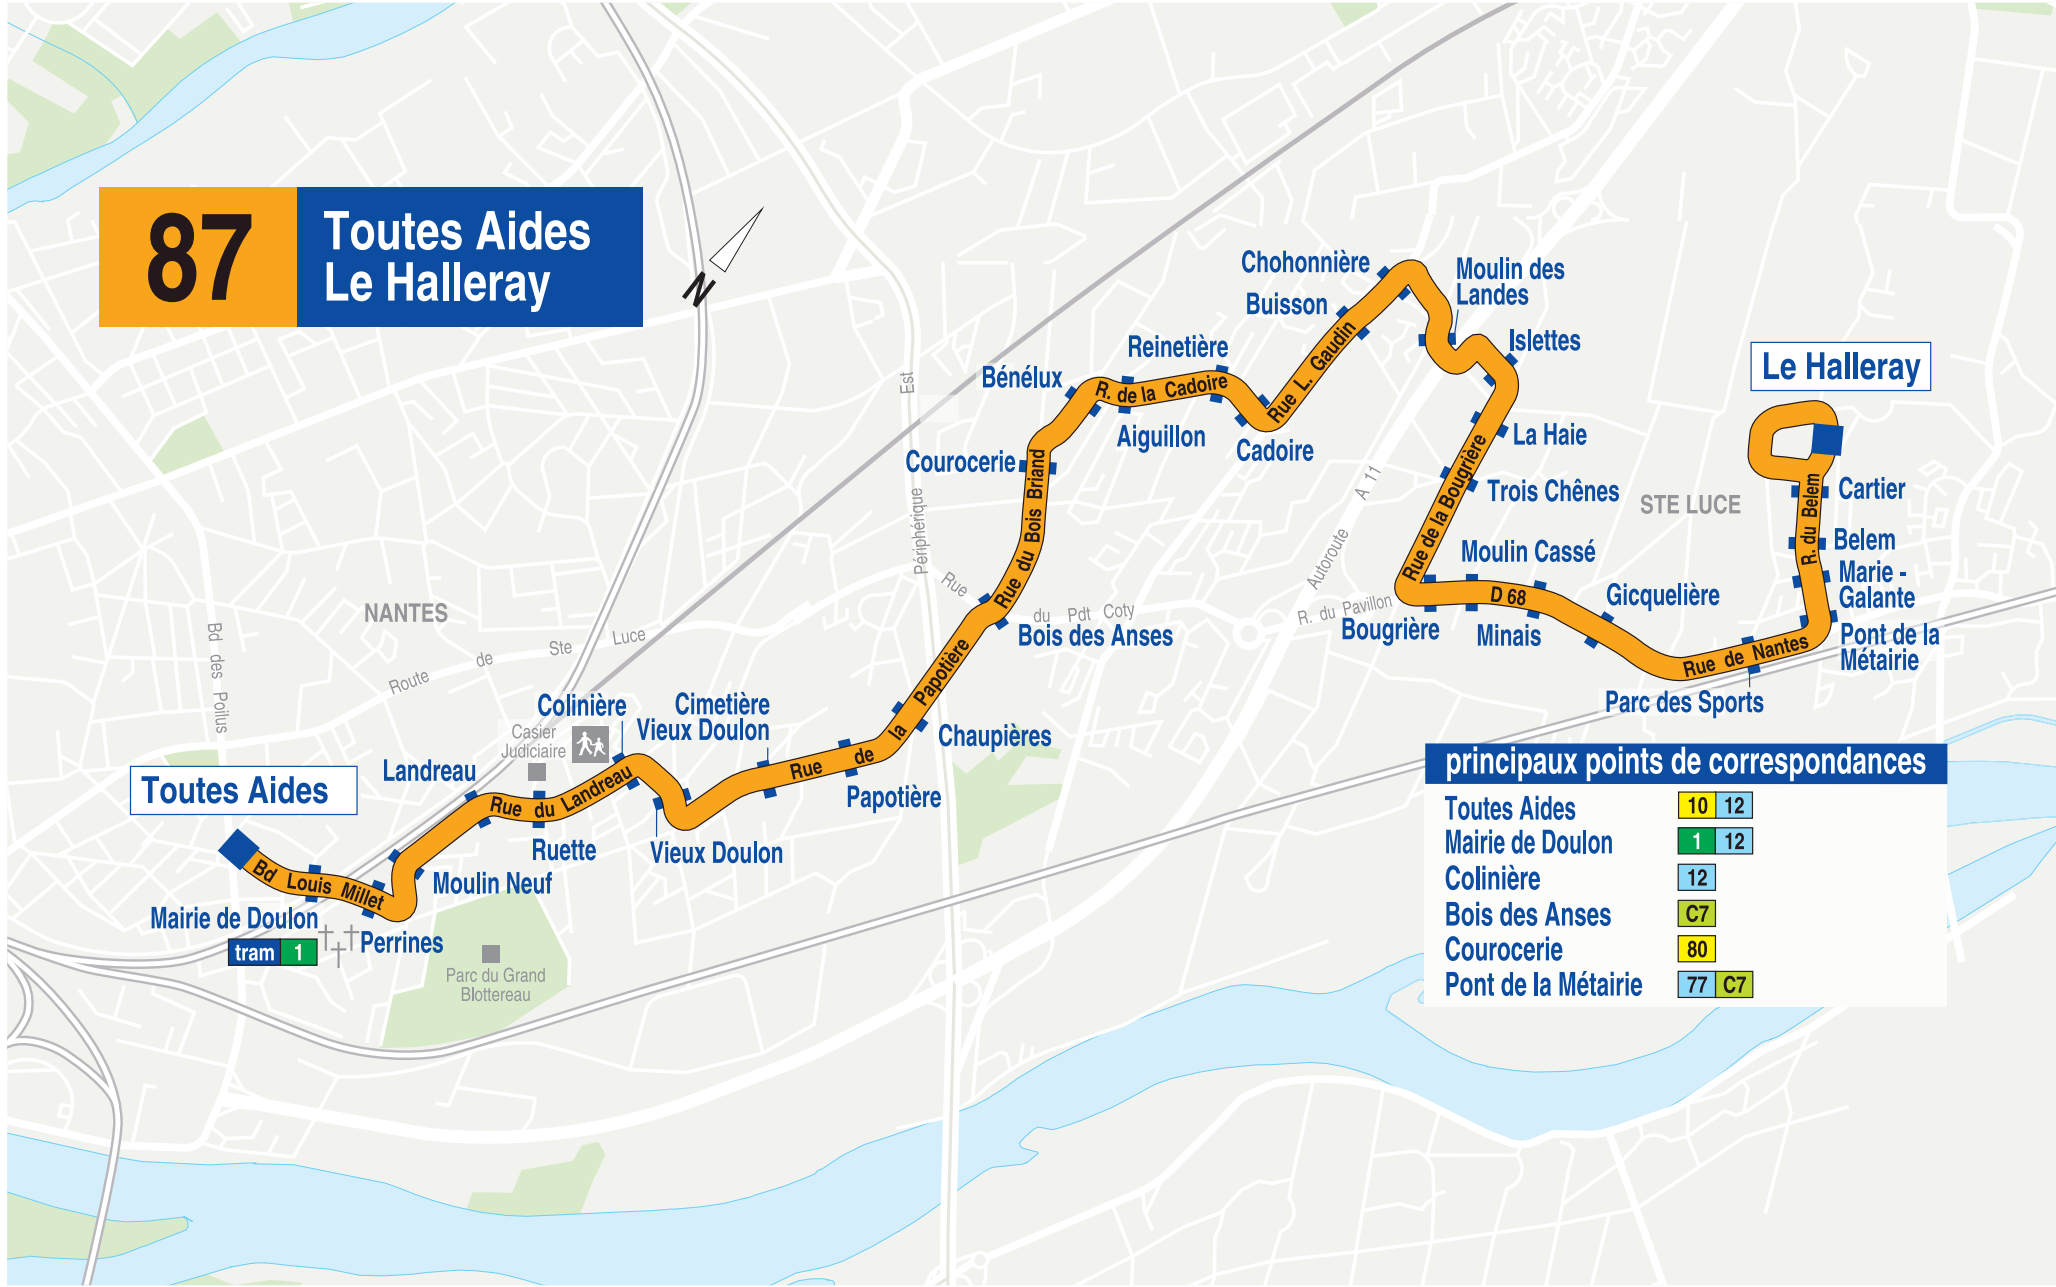 87
Toutes Aides
Le Halleray
N
Chohonnière
Buisson
Moulin des
Landes
Islettes
Reinetière
Bénélux
R. de la Cadoire
Rue L. Gaudin
Aiguillon
Cadoire
Courocerie
Rue du Bois Briand
Est
Périphérique
Le Halleray
La Haie
Trois Chênes
Rue de la Bougrière
A 11
Autoroute
STE LUCE
Cartier
R. du Belem
Belem
Marie -
Galante
Pont de la
Métairie
Moulin Cassé
D 68
Gicquelière
Bougrière
Minais
Rue de Nantes
Parc des Sports
R. du Pavillon
Rue du Pdt Coty
Bois des Anses
NANTES
Bd des Poilus
Route de Ste Luce
Colinière
Cimetière
Vieux Doulon
Casier
Judiciaire
Rue de la Papotière
Chaupières
Papotière
Landreau
Rue du Landreau
Ruette
Vieux Doulon
Toutes Aides
Bd Louis Millet
Moulin Neuf
Mairie de Doulon
tram 1
Perrines
Parc du Grand
Blottereau
principaux points de correspondances
Toutes Aides 10 12
Mairie de Doulon 1 12
Colinière 12
Bois des Anses C7
Courocerie 80
Pont de la Métairie 77 C7